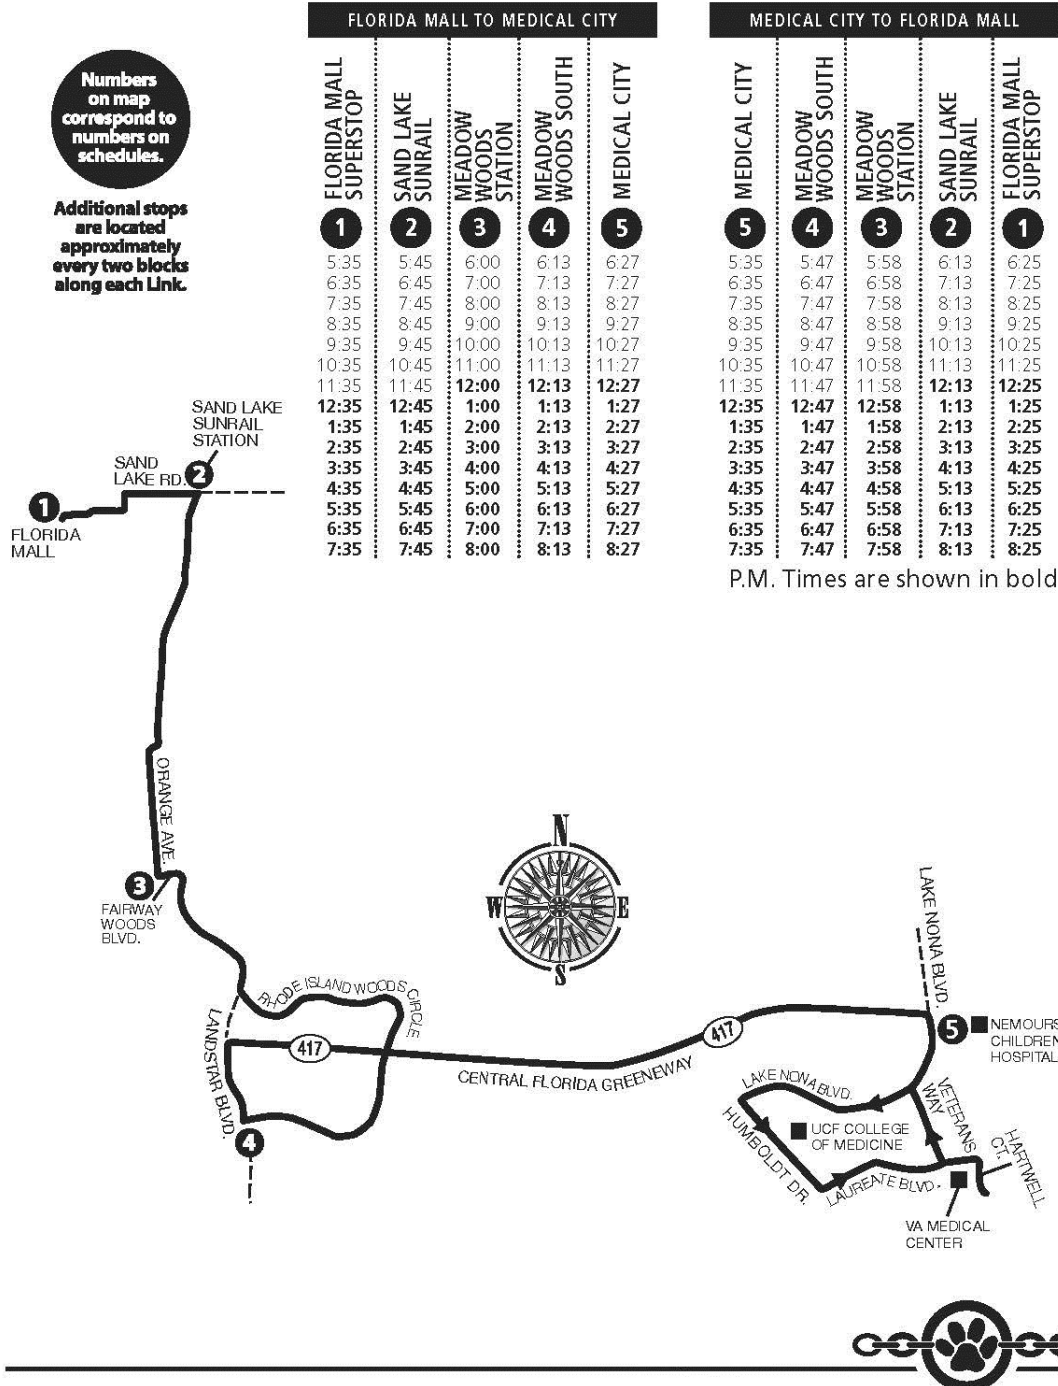 FLORIDA MALL TO MEDICAL CITY
MEDICAL CITY TO FLORIDA MALL
Numbers
on map
correspond to
numbers on
schedules.
Additional stops
are located
approximately
every two blocks
along each Link.
FLORIDA MALL
SUPERSTOP
SAND LAKE
SUNRAIL
MEADOW
WOODS
STATION
MEADOW
WOODS SOUTH
MEDICAL CITY
MEDICAL CITY
MEADOW
WOODS SOUTH
MEADOW
WOODS
STATION
SAND LAKE
SUNRAIL
FLORIDA MALL
SUPERSTOP
1 2 3 4 5 5 4 3 2 1
5:35 5:45 6:00 6:13 6:27 5:35 5:47 5:58 6:13 6:25
6:35 6:45 7:00 7:13 7:27 6:35 6:47 6:58 7:13 7:25
7:35 7:45 8:00 8:13 8:27 7:35 7:47 7:58 8:13 8:25
8:35 8:45 9:00 9:13 9:27 8:35 8:47 8:58 9:13 9:25
9:35 9:45 10:00 10:13 10:27 9:35 9:47 9:58 10:13 10:25
10:35 10:45 11:00 11:13 11:27 10:35 10:47 10:58 11:13 11:25
11:35 11:45 12:00 12:13 12:27 11:35 11:47 11:58 12:13 12:25
12:35 12:45 1:00 1:13 1:27 12:35 12:47 12:58 1:13 1:25
1:35 1:45 2:00 2:13 2:27 1:35 1:47 1:58 2:13 2:25
2:35 2:45 3:00 3:13 3:27 2:35 2:47 2:58 3:13 3:25
3:35 3:45 4:00 4:13 4:27 3:35 3:47 3:58 4:13 4:25
4:35 4:45 5:00 5:13 5:27 4:35 4:47 4:58 5:13 5:25
5:35 5:45 6:00 6:13 6:27 5:35 5:47 5:58 6:13 6:25
6:35 6:45 7:00 7:13 7:27 6:35 6:47 6:58 7:13 7:25
7:35 7:45 8:00 8:13 8:27 7:35 7:47 7:58 8:13 8:25
P.M. Times are shown in bold
SAND LAKE
SUNRAIL
STATION
2
SAND
LAKE RD.
1
FLORIDA
MALL
ORANGE AVE.
3
FAIRWAY
WOODS
BLVD.
N
W E
S
LAKE NONA BLVD.
RHODE ISLAND WOODS CIRCLE
LANDSTAR BLVD.
417
417
CENTRAL FLORIDA GREENEWAY
5
NEMOURS
CHILDREN
HOSPITAL
4
LAKE NONA BLVD.
HUMBOLDT DR.
UCF COLLEGE
OF MEDICINE
VETERANS
WAY
HARTWELL
CT.
LAUREATE BLVD.
VA MEDICAL
CENTER